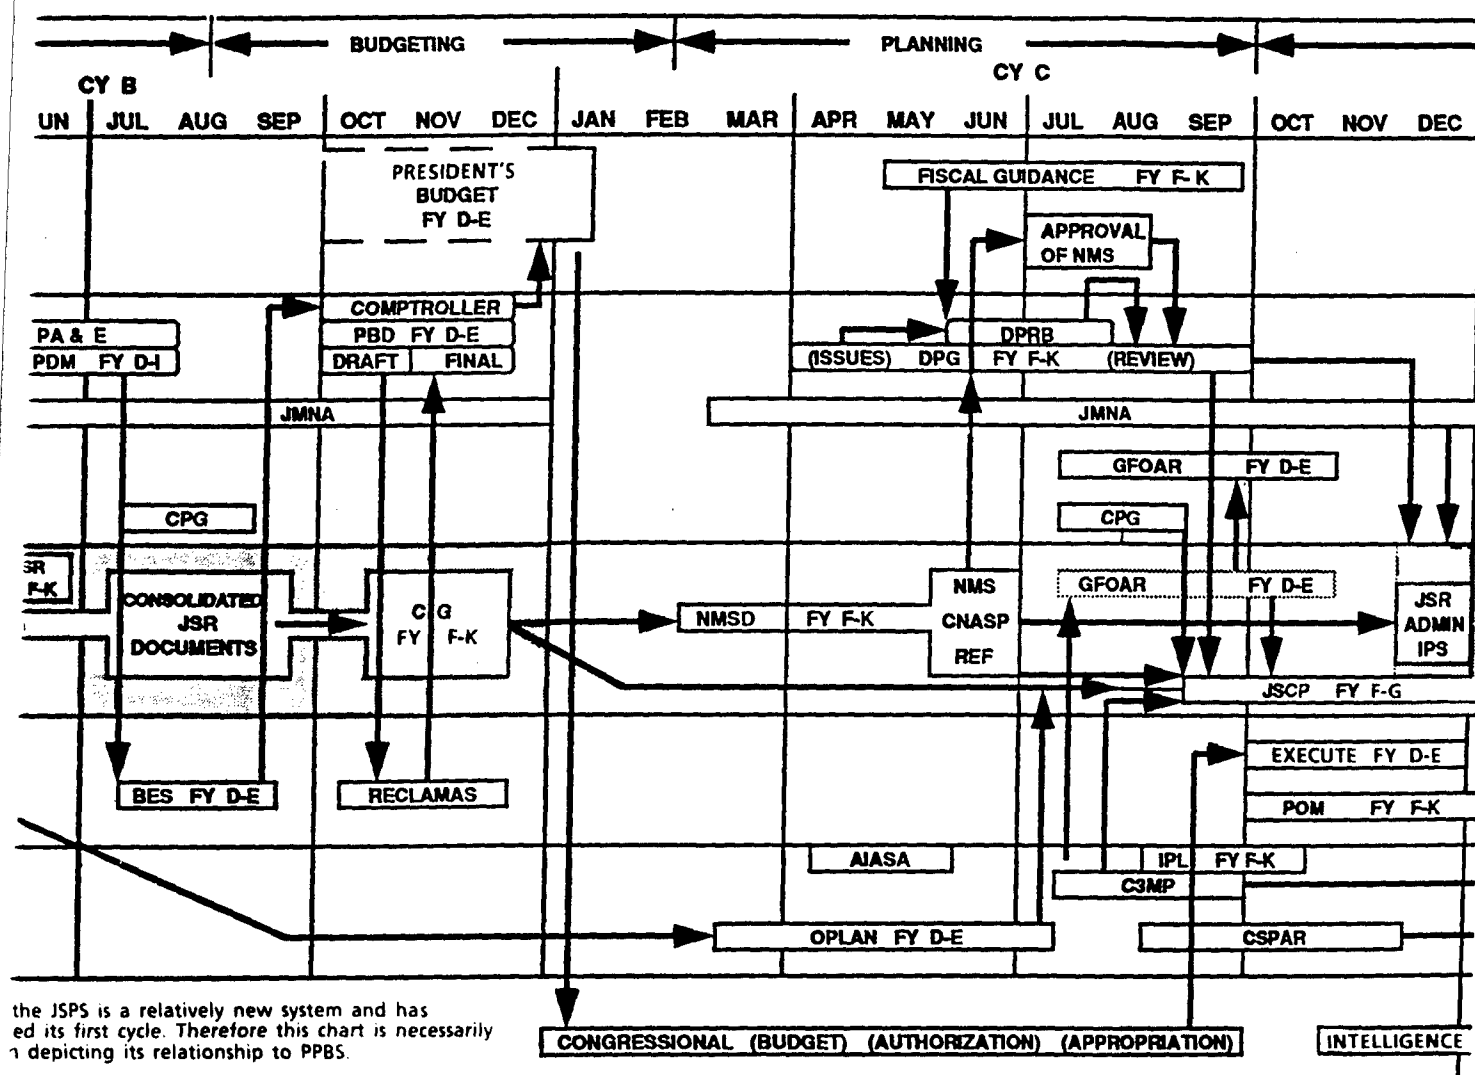 BUDGETING PLANNING
CY B CY C
UN JUL AUG SEP OCT NOV DEC JAN FEB MAR APR MAY JUN JUL AUG SEP OCT NOV DEC
PRESIDENT'S
BUDGET
FY D-E
FISCAL GUIDANCE FY F-K
APPROVAL
OF NMS
COMPTROLLER
PA & E
PBD FY D-E
DPRB
PDM FY D-I
DRAFT FINAL
(ISSUES) DPG FY F-K (REVIEW)
JMNA
JMNA
GFOAR FY D-E
CPG
CPG
SR
F-K
CONSOLIDATED
JSR
DOCUMENTS
C G
FY F-K
NMSD FY F-K
NMS
CNASP
REF
GFOAR FY D-E
JSR
ADMIN
IPS
JSCP FY F-G
EXECUTE FY D-E
BES FY D-E
RECLAMAS
POM FY F-K
AIASA
IPL FY F-K
C3MP
OPLAN FY D-E
CSPAR
the JSPS is a relatively new system and has
ed its first cycle. Therefore this chart is necessarily
depicting its relationship to PPBS.
CONGRESSIONAL (BUDGET) (AUTHORIZATION) (APPROPRIATION)
INTELLIGENCE